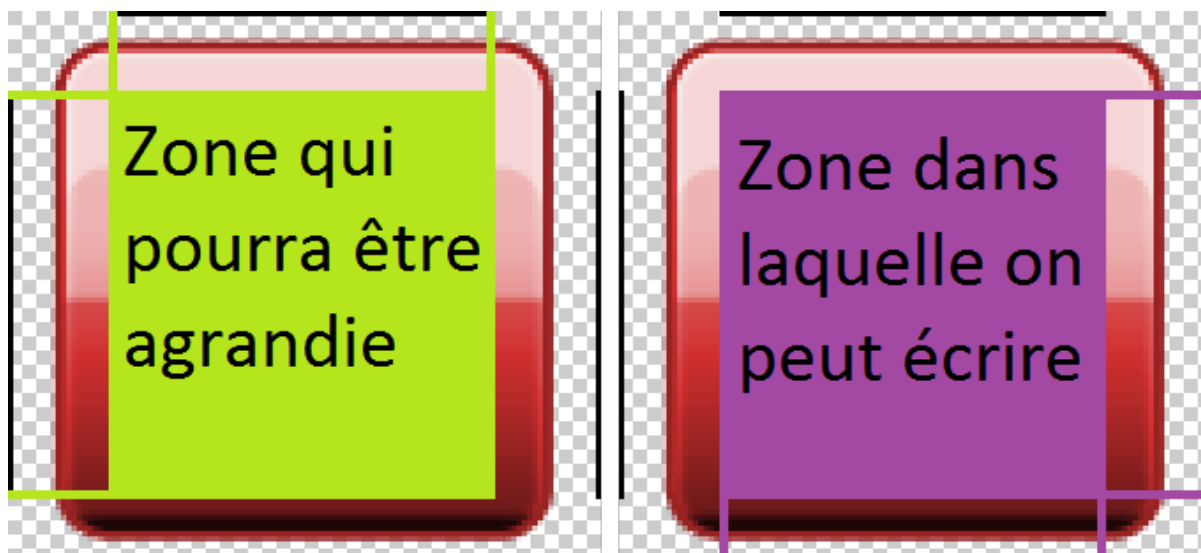 Zone qui
pourra être
agrandie
Zone dans
laquelle on
peut écrire